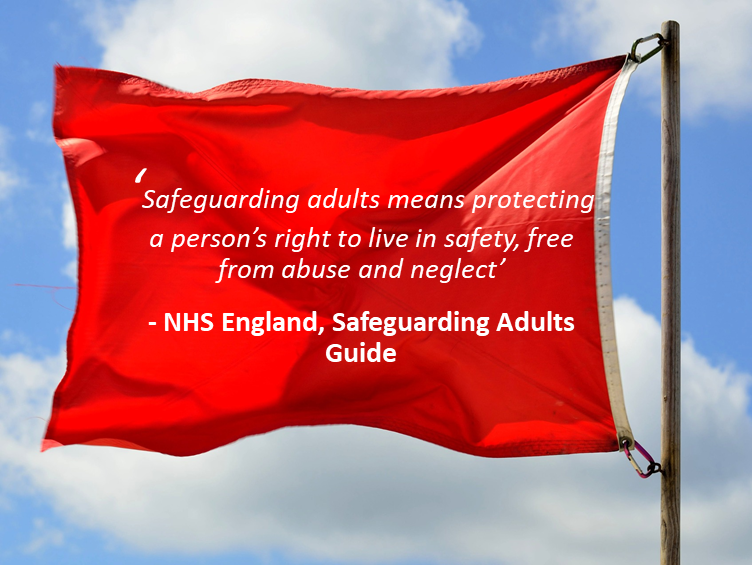 ‘Safeguarding adults means protecting
a person’s right to live in safety, free
from abuse and neglect’
- NHS England, Safeguarding Adults
Guide